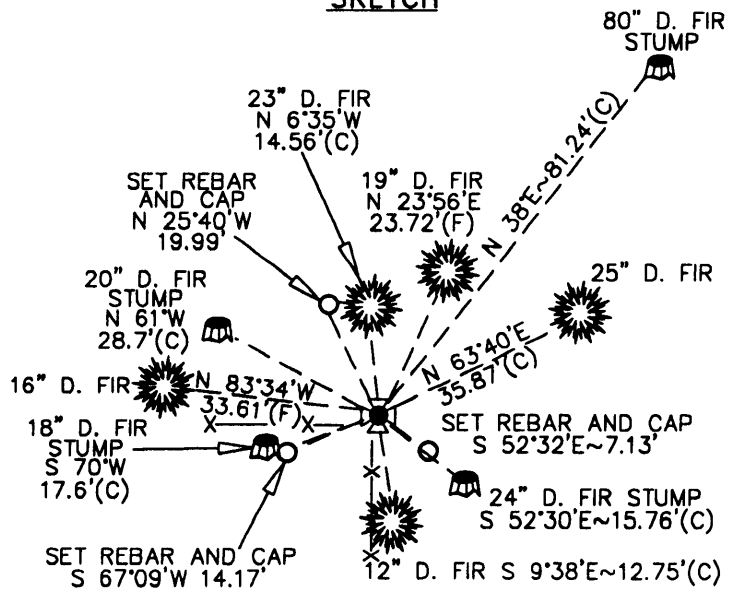 SKETCH
80" D. FIR
STUMP
23" D. FIR
N 6°35'W
14.56'(C)
N 38'E~81.24'(C)
SET REBAR
AND CAP
N 25°40'W
19.99'
19" D. FIR
N 23°56'E
23.72'(F)
20" D. FIR
STUMP
N 61°W
28.7'(C)
25" D. FIR
N 63°40'E
35.87'(C)
16" D. FIR
N 83°34'W
33.61'(F)
18" D. FIR
STUMP
S 70°W
17.6'(C)
SET REBAR AND CAP
S 52°32'E~7.13'
24" D. FIR STUMP
S 52°30'E~15.76'(C)
SET REBAR AND CAP
S 67°09'W 14.17'
12" D. FIR S 9°38'E~12.75'(C)